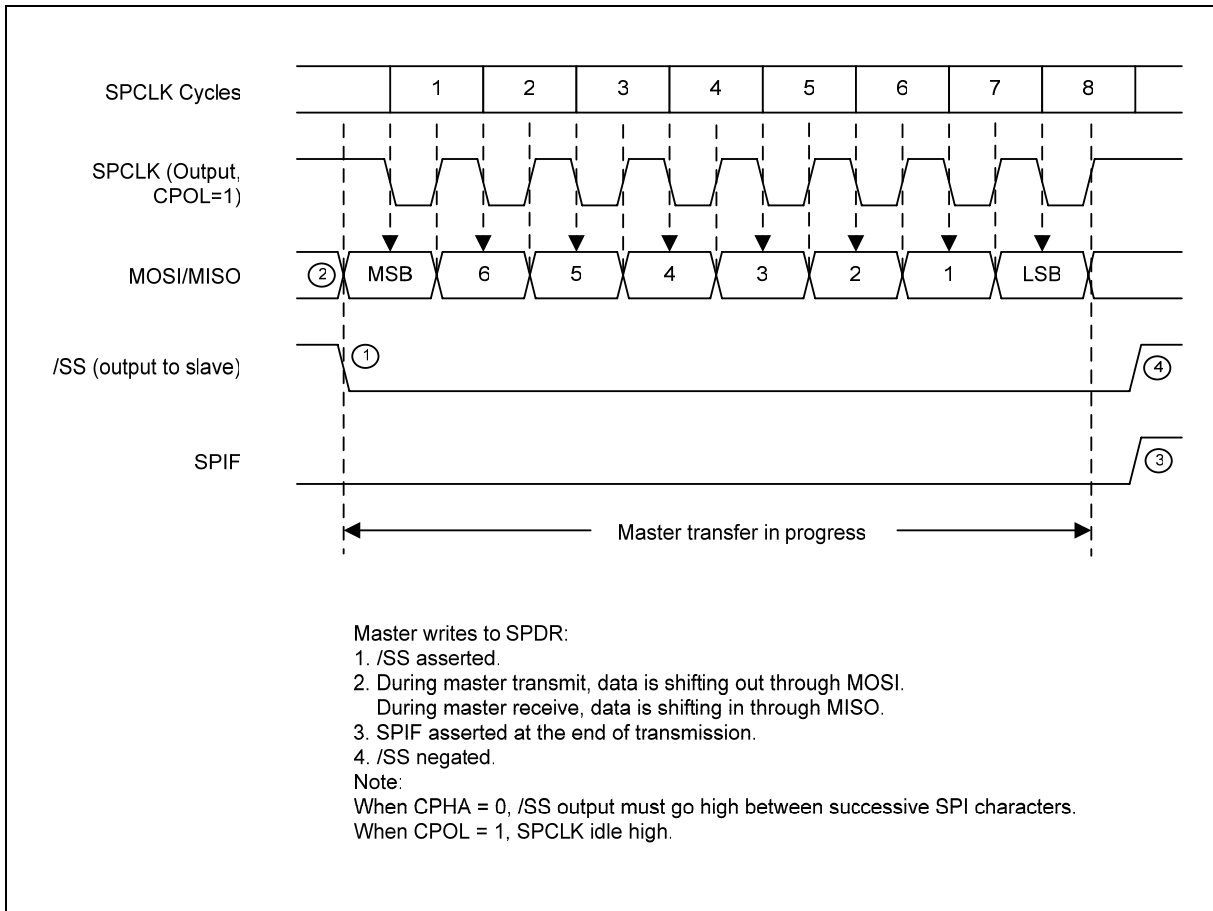 SPCLK Cycles
1 2 3 4 5 6 7 8
SPCLK (Output,
CPOL=1)
MOSI/MISO
2 MSB 6 5 4 3 2 1 LSB
/SS (output to slave)
1
4
SPIF
3
Master transfer in progress
Master writes to SPDR:
1. /SS asserted.
2. During master transmit, data is shifting out through MOSI.
During master receive, data is shifting in through MISO.
3. SPIF asserted at the end of transmission.
4. /SS negated.
Note:
When CPHA = 0, /SS output must go high between successive SPI characters.
When CPOL = 1, SPCLK idle high.